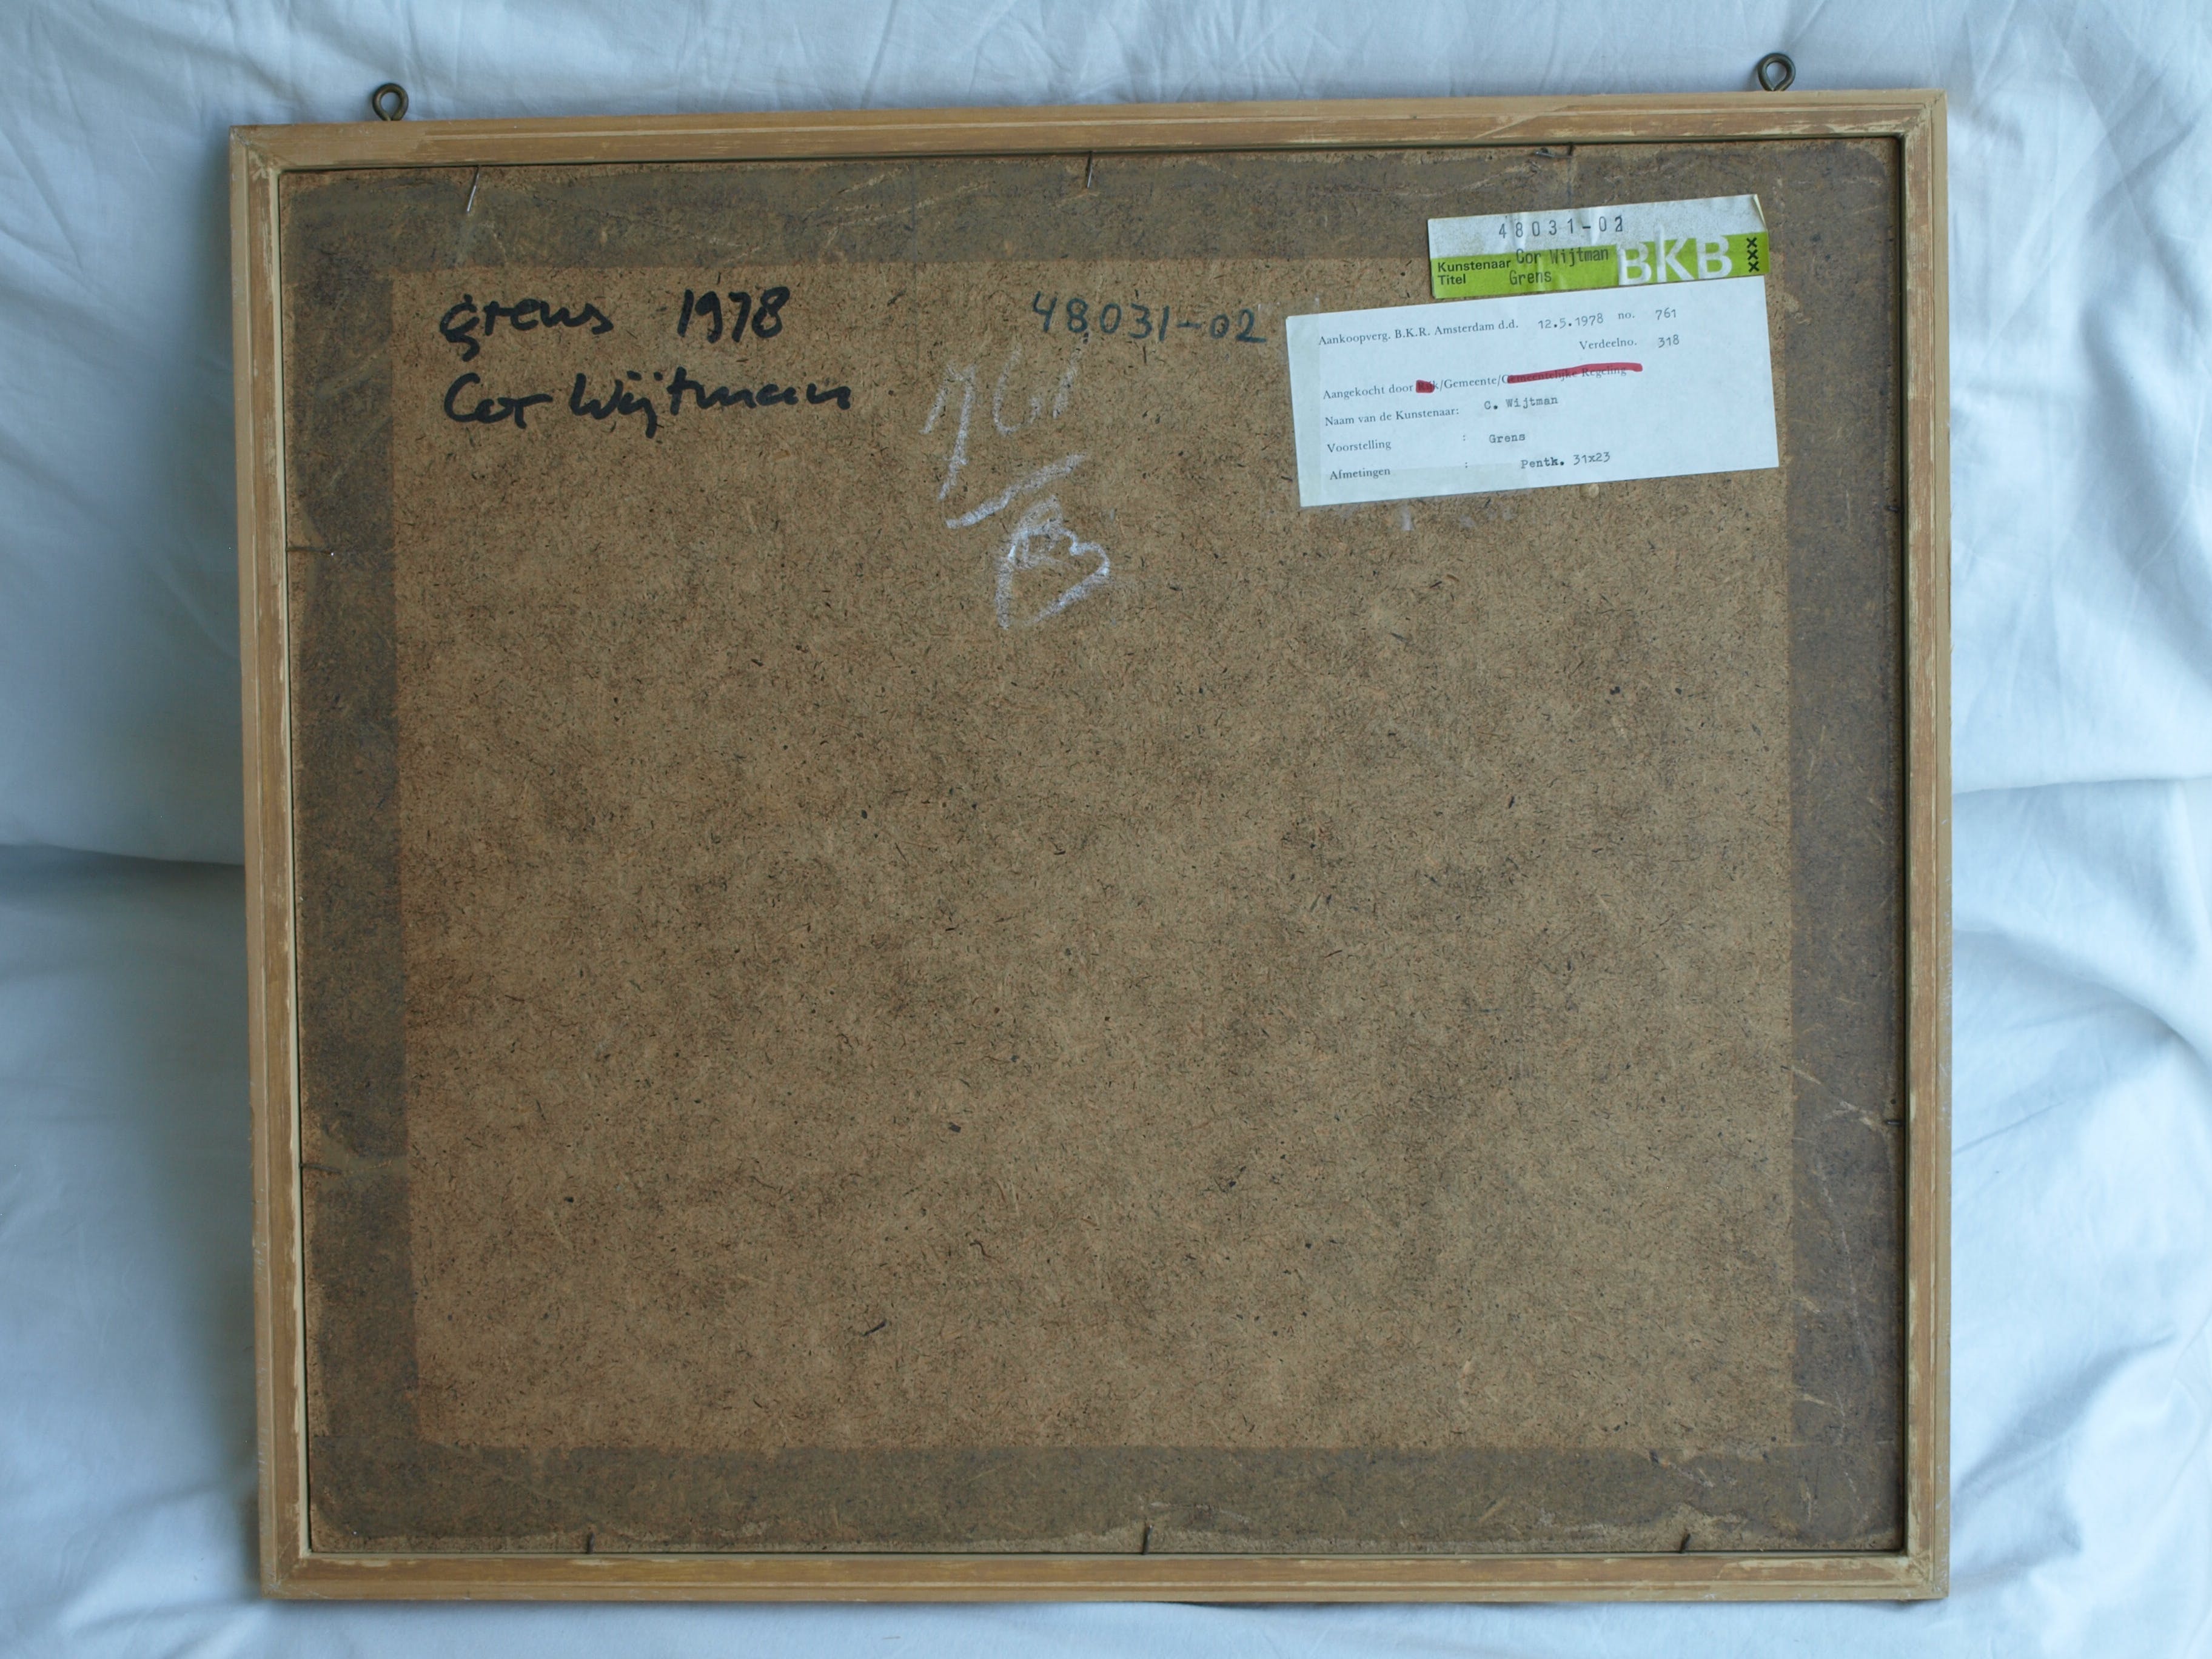 grens 1978
Cor Wijtman
48031-02
48031-02
Kunstenaar Cor Wijtman
Titel Grens
BKB
XXX
Aankoopverg. B.K.R. Amsterdam d.d. 12.5.1978 no. 761
Verdeelno. 318
Aangekocht door Rijk/Gemeente/Gemeentelijke Regeling
Naam van de Kunstenaar: C. Wijtman
Voorstelling : Grens
Afmetingen : Pentk. 31x23